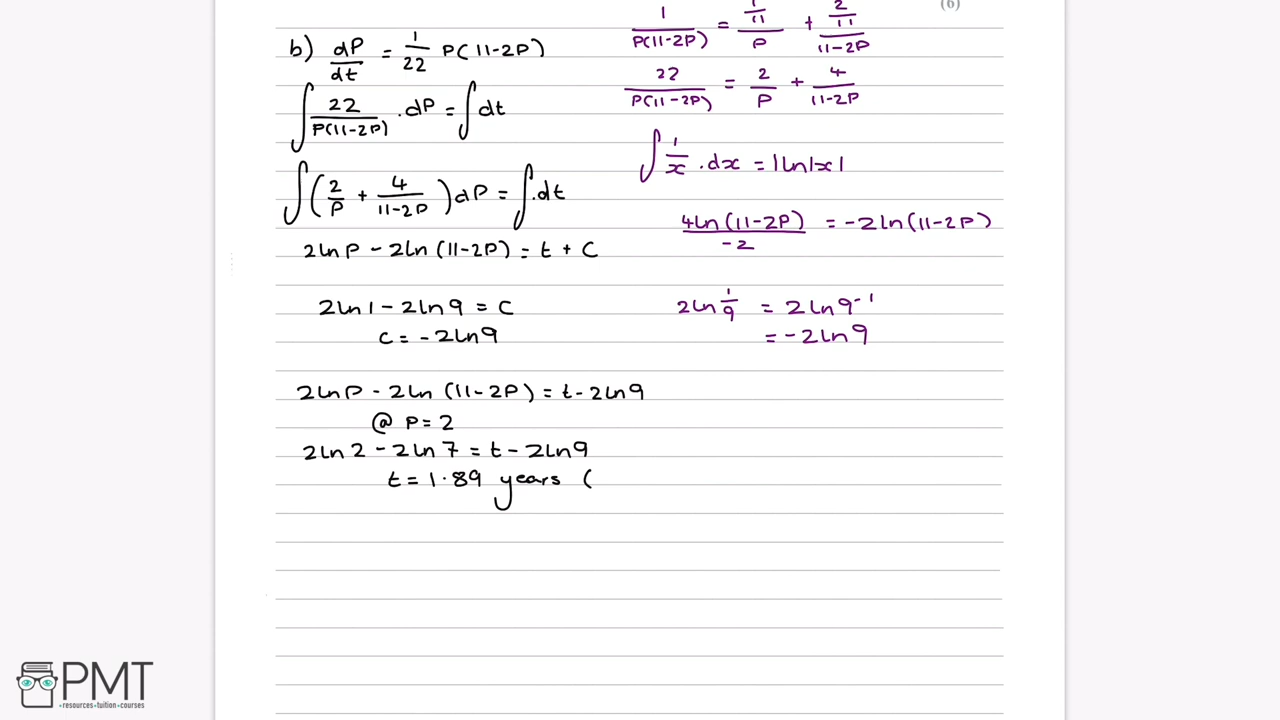 (6)
b) dP/dt = 1/22 P(11-2P)
∫ 22/P(11-2P) .dP = ∫ dt
∫ (2/P + 4/11-2P) dP = ∫ .dt
2lnP - 2ln(11-2P) = t + C
2ln1 - 2ln9 = C
C = -2ln9
2lnP - 2ln(11-2P) = t - 2ln9
@ P = 2
2ln2 - 2ln7 = t - 2ln9
t = 1.89 years (
1/P(11-2P) = 1/11/P + 2/11/11-2P
22/P(11-2P) = 2/P + 4/11-2P
∫ 1/x .dx = |ln|x|
4ln(11-2P)/-2 = -2ln(11-2P)
2ln 1/9 = 2ln9⁻¹
= -2ln9
PMT
•resources•tuition•courses